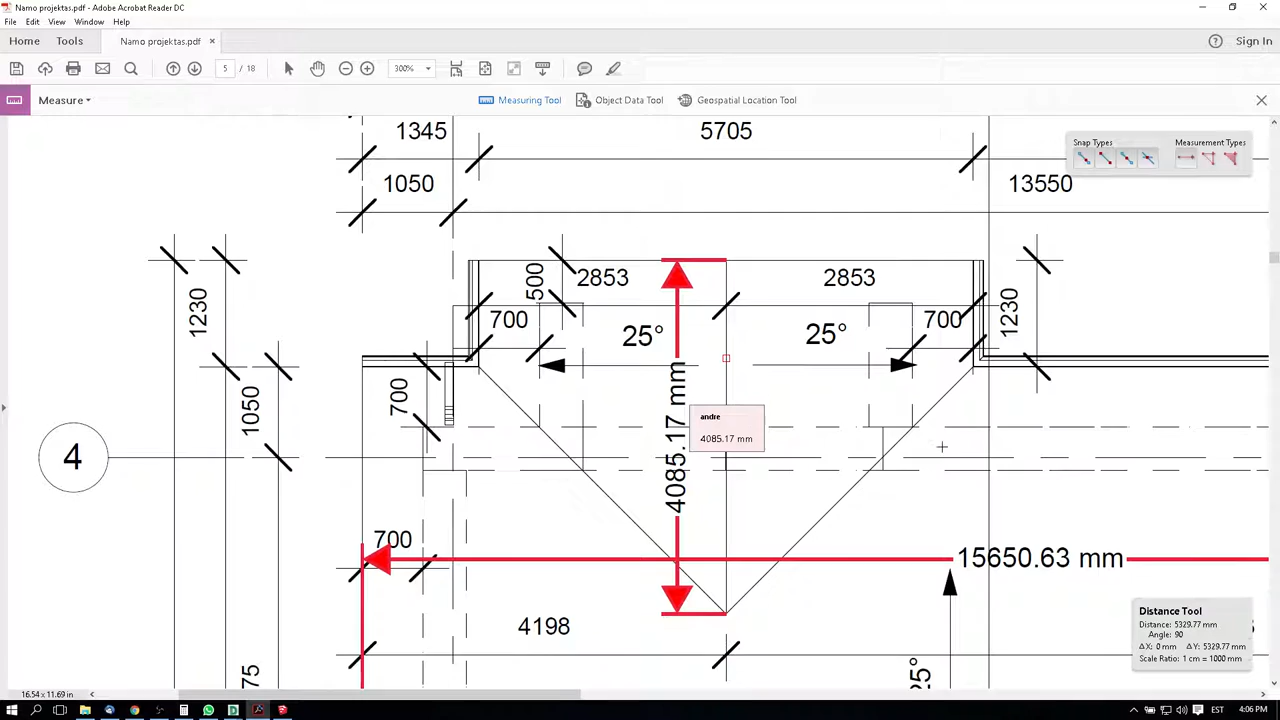 Namo projektas.pdf - Adobe Acrobat Reader DC
File Edit View Window Help
Home Tools Namo projektas.pdf Sign In
5 / 18 300%
Measure Measuring Tool Object Data Tool Geospatial Location Tool
Snap Types Measurement Types
1345 5705
1050 13550
1230
500
2853 2853
700 25° 25° 700
1230
1050
700
4085.17 mm
andre
4085.17 mm
4
700
15650.63 mm
4198
75
25°
Distance Tool
Distance: 5329.77 mm
Angle: 90
ΔX: 0 mm ΔY: 5329.77 mm
Scale Ratio: 1 cm = 1000 mm
16.54 x 11.69 in
EST 4:06 PM